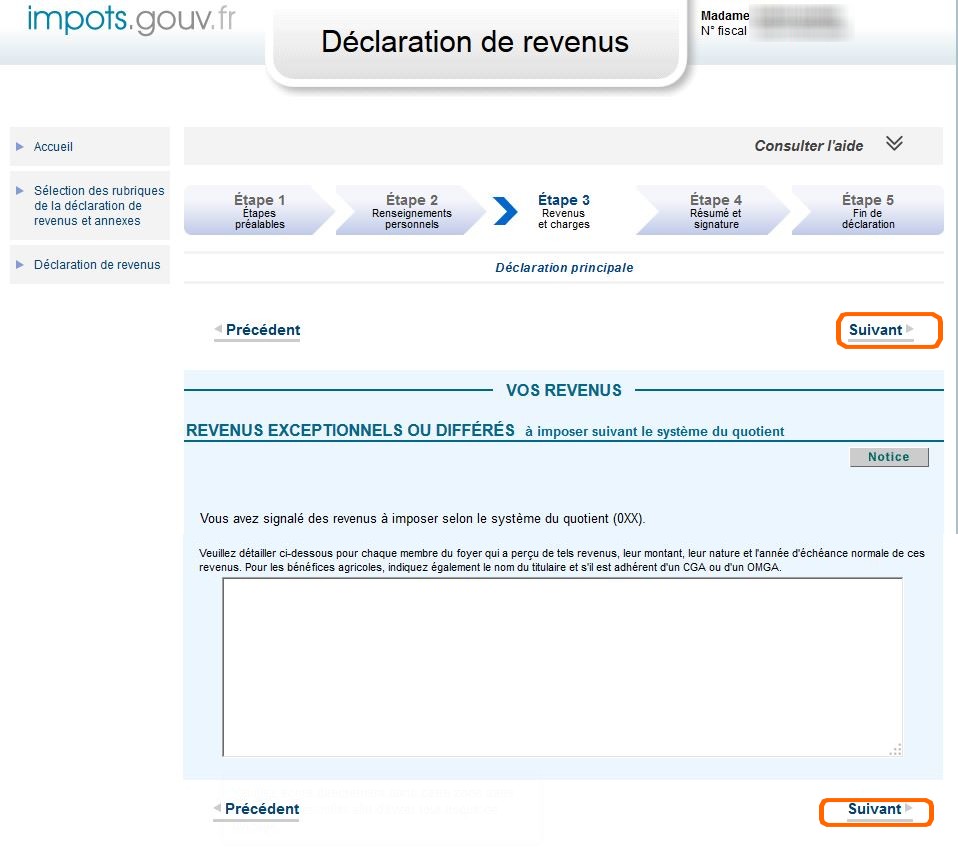 impots.gouv.fr
Déclaration de revenus
Madame
N° fiscal
Accueil
Sélection des rubriques
de la déclaration de
revenus et annexes
Déclaration de revenus
Consulter l'aide
Étape 1
Étapes
préalables
Étape 2
Renseignements
personnels
Étape 3
Revenus
et charges
Étape 4
Résumé et
signature
Étape 5
Fin de
déclaration
Déclaration principale
Précédent
Suivant
VOS REVENUS
REVENUS EXCEPTIONNELS OU DIFFÉRÉS à imposer suivant le système du quotient
Notice
Vous avez signalé des revenus à imposer selon le système du quotient (0XX).
Veuillez détailler ci-dessous pour chaque membre du foyer qui a perçu de tels revenus, leur montant, leur nature et l'année d'échéance normale de ces
revenus. Pour les bénéfices agricoles, indiquez également le nom du titulaire et s'il est adhérent d'un CGA ou d'un OMGA.
Précédent
Suivant